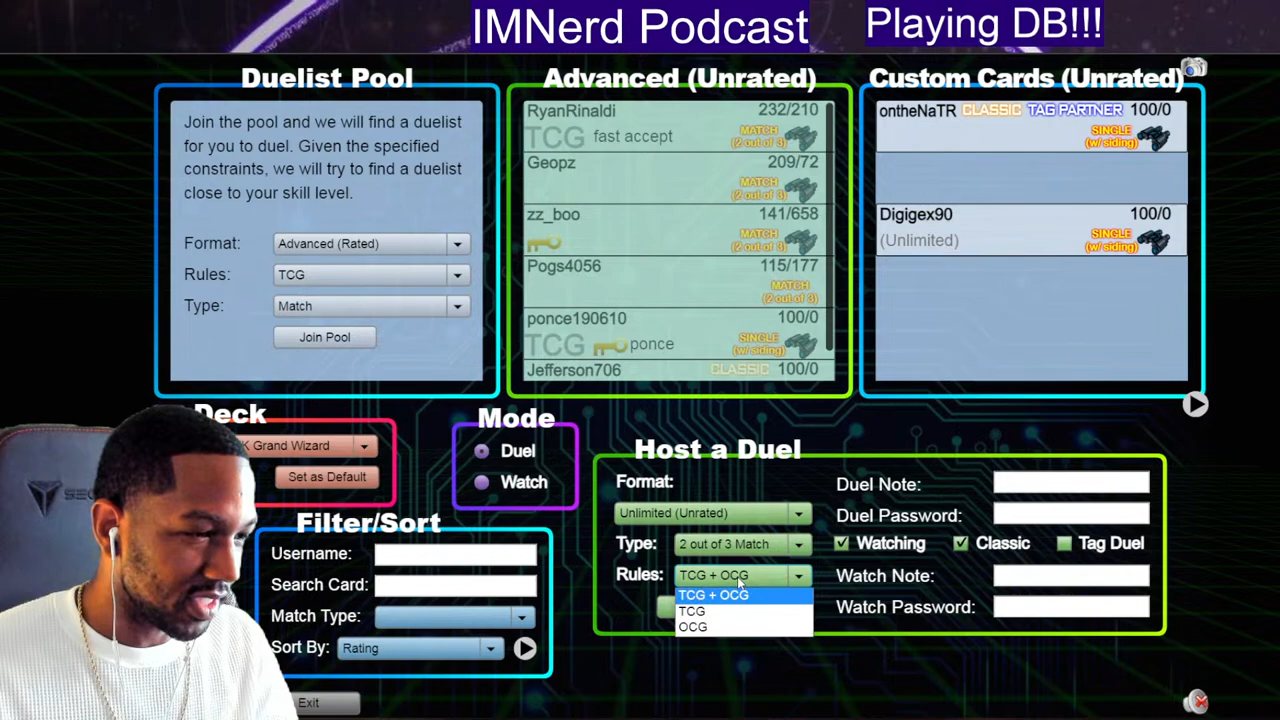 IMNerd Podcast
Playing DB!!!
Duelist Pool
Join the pool and we will find a duelist
for you to duel. Given the specified
constraints, we will try to find a duelist
close to your skill level.
Format: Advanced (Rated)
Rules: TCG
Type: Match
Join Pool
Advanced (Unrated)
RyanRinaldi 232/210
TCG fast accept MATCH
(2 out of 3)
Geopz 209/72
MATCH
(2 out of 3)
zz_boo 141/658
MATCH
(2 out of 3)
Pogs4056 115/177
MATCH
(2 out of 3)
ponce190610 100/0
TCG ponce SINGLE
(w/ siding)
Jefferson706 CLASSIC 100/0
Custom Cards (Unrated)
ontheNaTR CLASSIC TAG PARTNER 100/0
SINGLE
(w/ siding)
Digigex90 100/0
(Unlimited) SINGLE
(w/ siding)
Deck
K Grand Wizard
Set as Default
Mode
Duel
Watch
Filter/Sort
Username:
Search Card:
Match Type:
Sort By: Rating
Exit
Host a Duel
Format:
Unlimited (Unrated)
Type: 2 out of 3 Match
Rules: TCG + OCG
TCG + OCG
TCG
OCG
Duel Note:
Duel Password:
Watching Classic Tag Duel
Watch Note:
Watch Password: